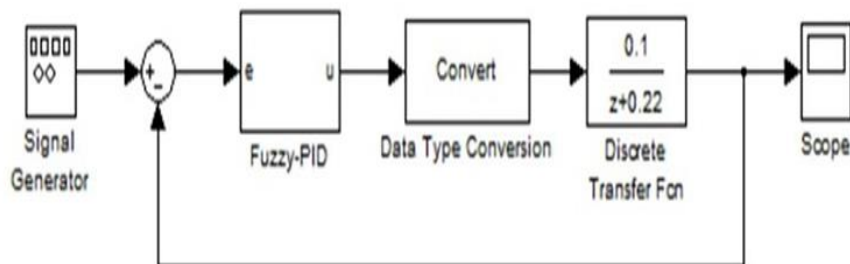 Signal
Generator
+
-
e
u
Fuzzy-PID
Convert
Data Type Conversion
0.1
z+0.22
Discrete
Transfer Fcn
Scope